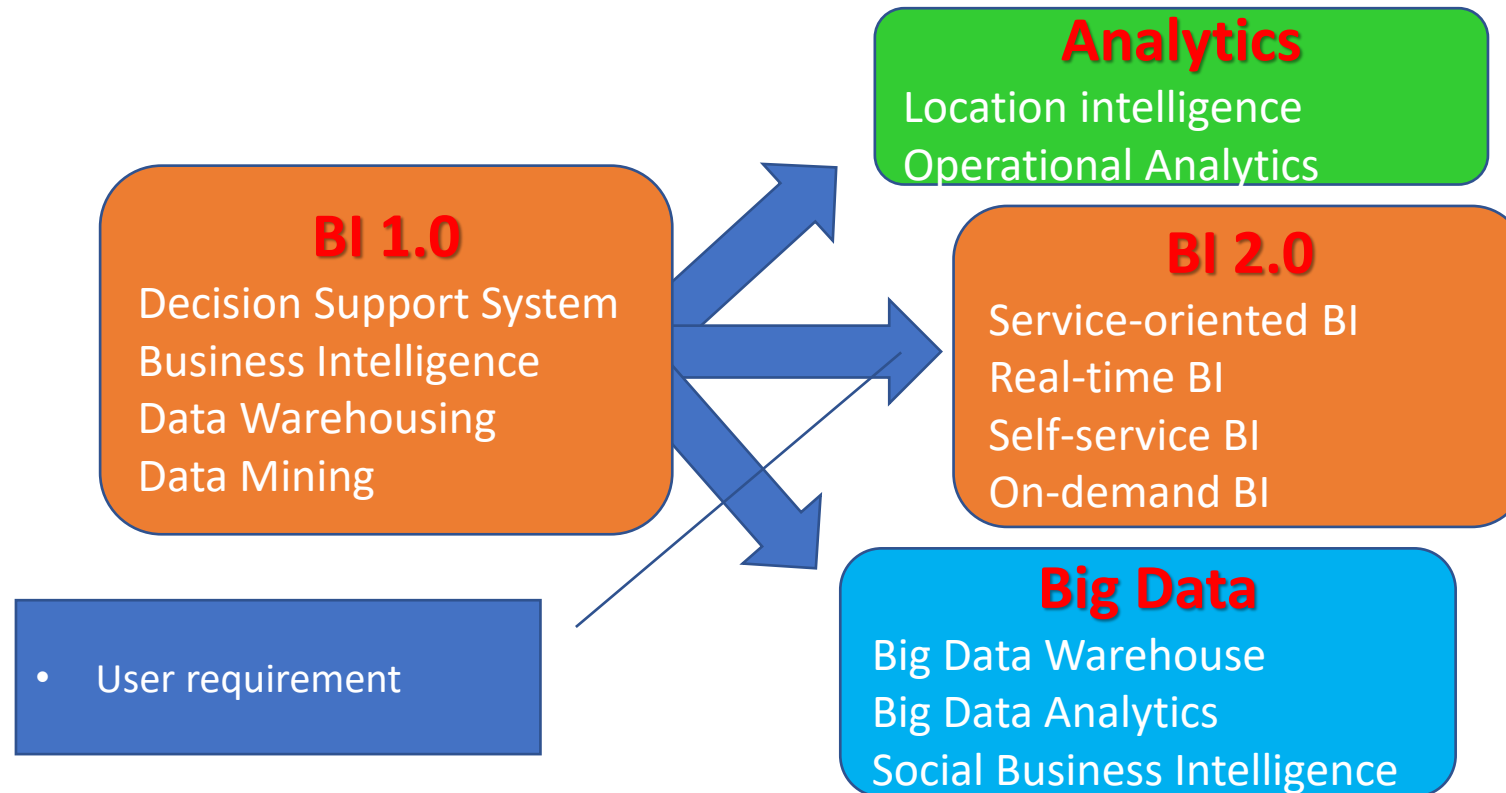 Analytics
Location intelligence
Operational Analytics
BI 1.0
Decision Support System
Business Intelligence
Data Warehousing
Data Mining
BI 2.0
Service-oriented BI
Real-time BI
Self-service BI
On-demand BI
• User requirement
Big Data
Big Data Warehouse
Big Data Analytics
Social Business Intelligence